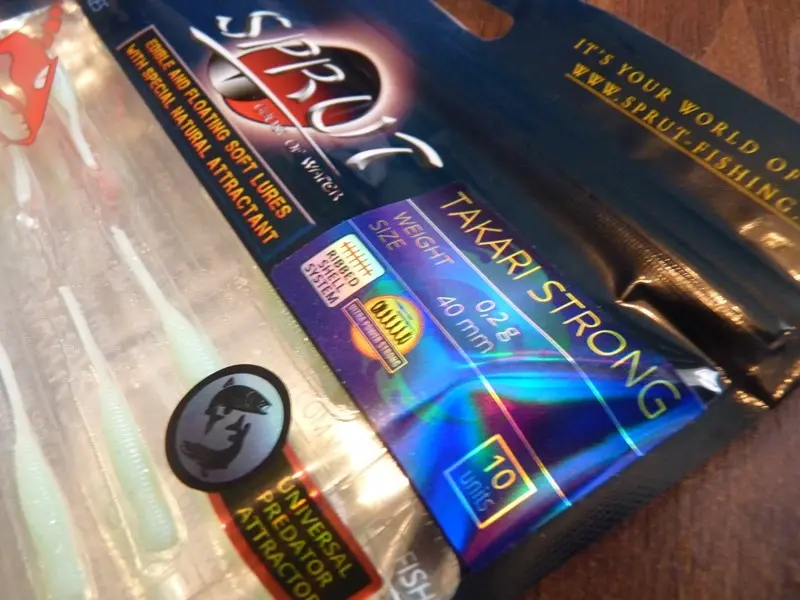 SPRUT
EDIBLE AND FLOATING SOFT LURES
WITH SPECIAL NATURAL ATTRACTANT
IT'S YOUR WORLD OF
WWW.SPRUT-FISHING.
TAKARI STRONG
WEIGHT 0,2 g
SIZE 40 mm
RIBBED
SHELL
SYSTEM
10
units
UNIVERSAL
PREDATOR
ATTRACTOR
FISH